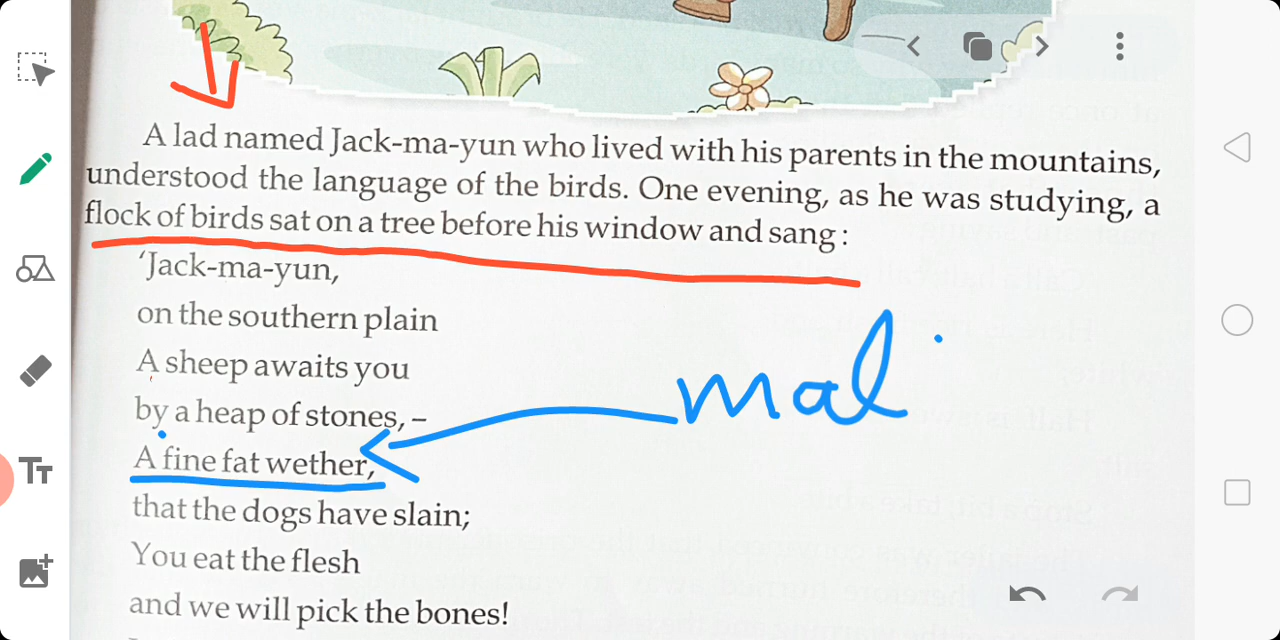 A lad named Jack-ma-yun who lived with his parents in the mountains,
understood the language of the birds. One evening, as he was studying, a
flock of birds sat on a tree before his window and sang :
'Jack-ma-yun,
on the southern plain
A sheep awaits you
by a heap of stones, –
A fine fat wether,
that the dogs have slain;
You eat the flesh
and we will pick the bones!
mal
TT